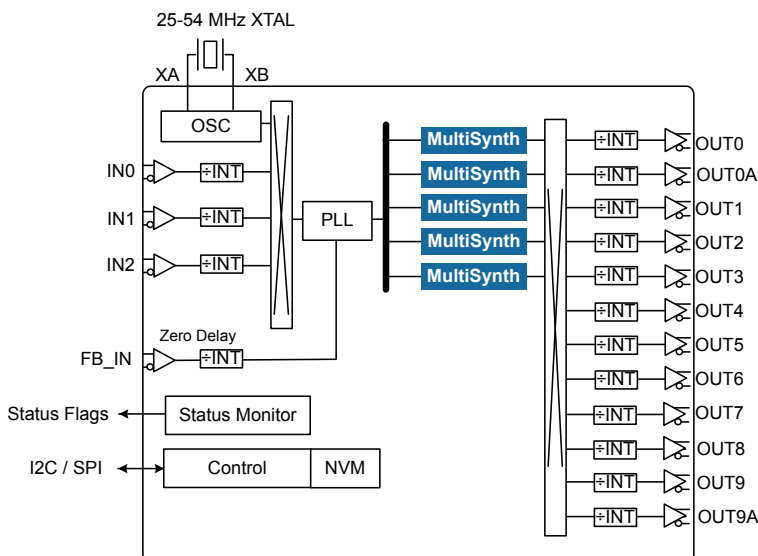 25-54 MHz XTAL
XA XB
OSC
IN0 ÷INT
IN1 ÷INT
IN2 ÷INT
PLL
Zero Delay
FB_IN ÷INT
MultiSynth
MultiSynth
MultiSynth
MultiSynth
MultiSynth
÷INT OUT0
÷INT OUT0A
÷INT OUT1
÷INT OUT2
÷INT OUT3
÷INT OUT4
÷INT OUT5
÷INT OUT6
÷INT OUT7
÷INT OUT8
÷INT OUT9
÷INT OUT9A
Status Flags Status Monitor
I2C / SPI Control NVM